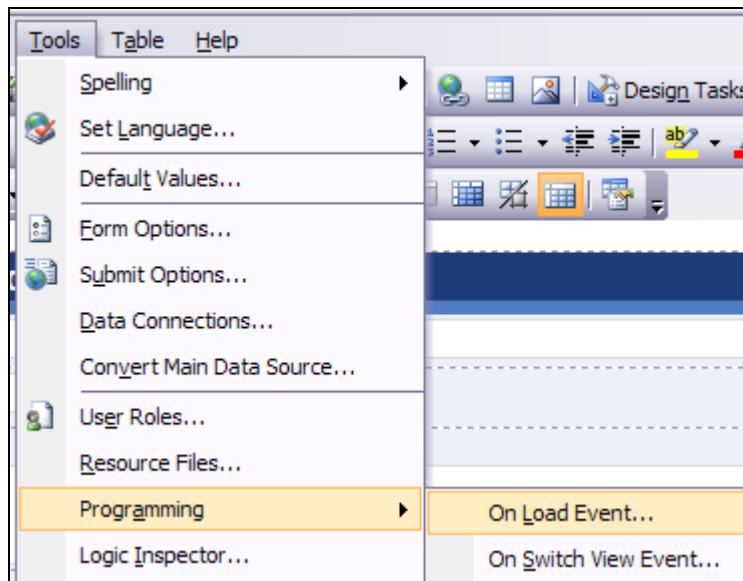 Tools Table Help
Spelling
Design Tasks
Set Language...
Default Values...
Form Options...
Submit Options...
Data Connections...
Convert Main Data Source...
User Roles...
Resource Files...
Programming
On Load Event...
Logic Inspector...
On Switch View Event...